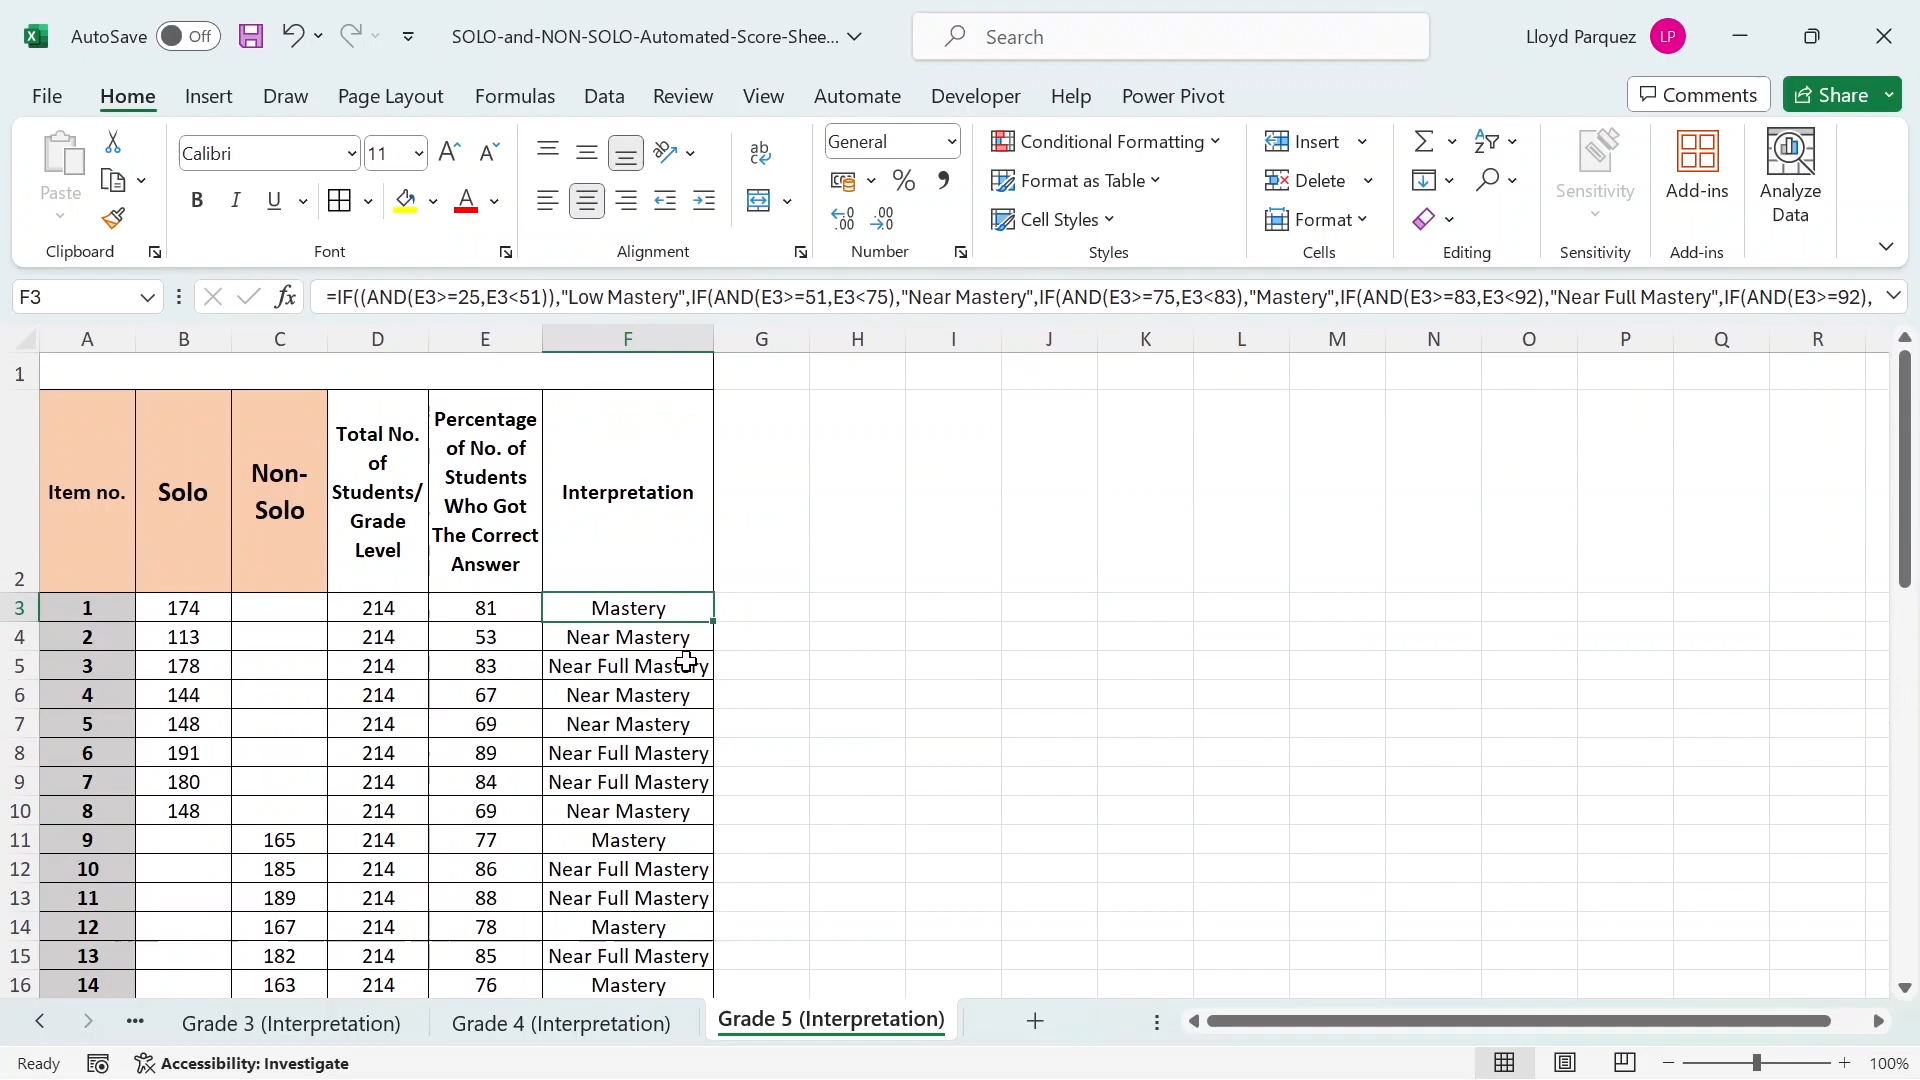 AutoSave Off SOLO-and-NON-SOLO-Automated-Score-Shee... Search Lloyd Parquez LP
File Home Insert Draw Page Layout Formulas Data Review View Automate Developer Help Power Pivot Comments Share
Paste
Calibri 11
B I U A
ab
General
Conditional Formatting
Format as Table
Cell Styles
Insert
Delete
Format
Sensitivity
Add-ins
Analyze
Data
Clipboard Font Alignment Number Styles Cells Editing Sensitivity Add-ins
F3 fx =IF((AND(E3>=25,E3<51)),"Low Mastery",IF(AND(E3>=51,E3<75),"Near Mastery",IF(AND(E3>=75,E3<83),"Mastery",IF(AND(E3>=83,E3<92),"Near Full Mastery",IF(AND(E3>=92),
A B C D E F G H I J K L M N O P Q R
1
2
Item no.
Solo
Non-
Solo
Total No.
of
Students/
Grade
Level
Percentage
of No. of
Students
Who Got
The Correct
Answer
Interpretation
3 1 174 214 81 Mastery
4 2 113 214 53 Near Mastery
5 3 178 214 83 Near Full Mastery
6 4 144 214 67 Near Mastery
7 5 148 214 69 Near Mastery
8 6 191 214 89 Near Full Mastery
9 7 180 214 84 Near Full Mastery
10 8 148 214 69 Near Mastery
11 9 165 214 77 Mastery
12 10 185 214 86 Near Full Mastery
13 11 189 214 88 Near Full Mastery
14 12 167 214 78 Mastery
15 13 182 214 85 Near Full Mastery
16 14 163 214 76 Mastery
Grade 3 (Interpretation) Grade 4 (Interpretation) Grade 5 (Interpretation)
Ready Accessibility: Investigate 100%